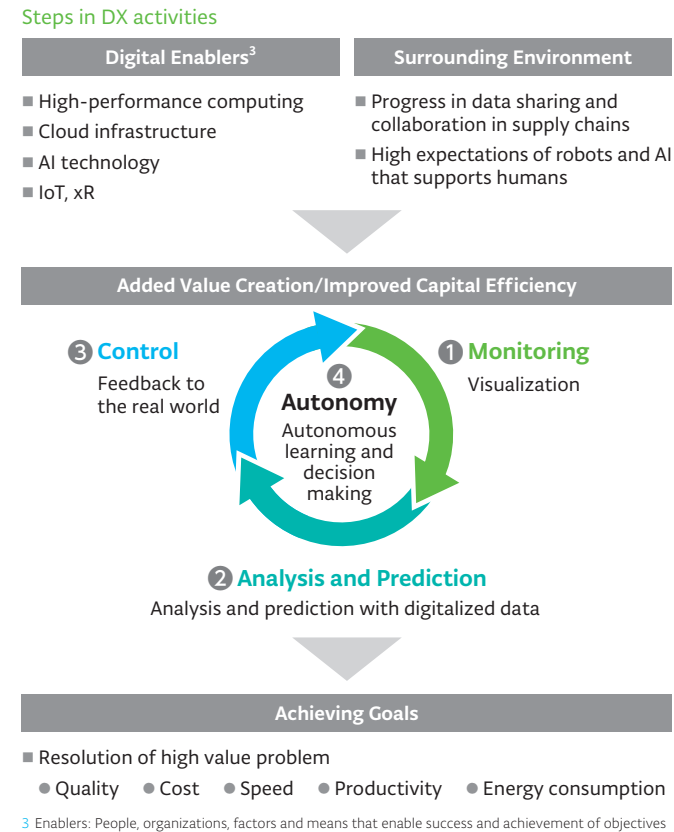 Steps in DX activities
Digital Enablers3
Surrounding Environment
■ High-performance computing
■ Cloud infrastructure
■ AI technology
■ IoT, xR
■ Progress in data sharing and
collaboration in supply chains
■ High expectations of robots and AI
that supports humans
Added Value Creation/Improved Capital Efficiency
3 Control
Feedback to
the real world
1 Monitoring
Visualization
4
Autonomy
Autonomous
learning and
decision
making
2 Analysis and Prediction
Analysis and prediction with digitalized data
Achieving Goals
■ Resolution of high value problem
● Quality ● Cost ● Speed ● Productivity ● Energy consumption
3 Enablers: People, organizations, factors and means that enable success and achievement of objectives